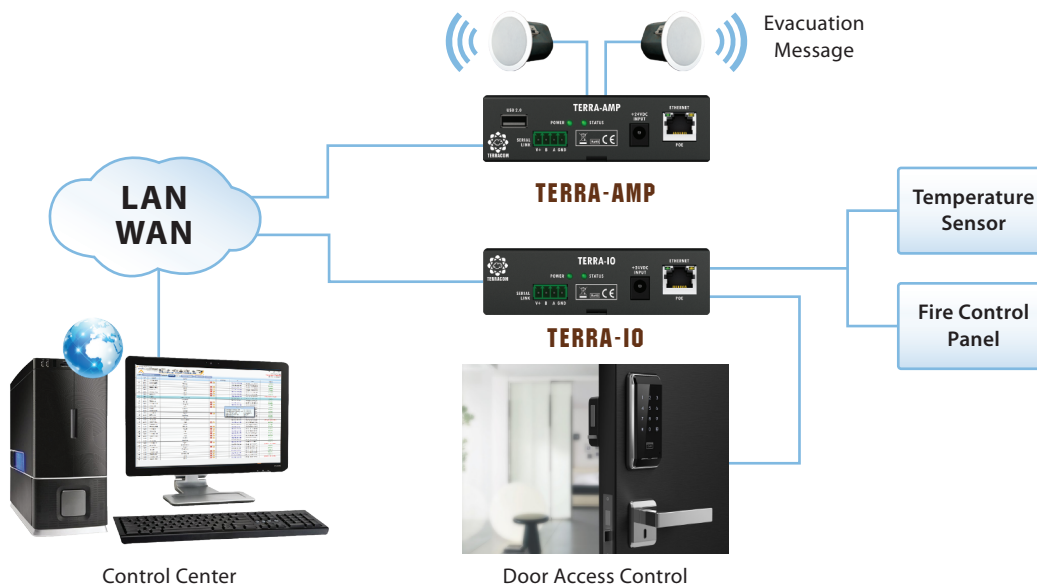 Evacuation
Message
USB 2.0
TERRA-AMP
ETHERNET
POWER
STATUS
+24VDC
INPUT
SERIAL
LINK
V+ B A GND
CE
POE
TERRACOM
TERRA-AMP
LAN
WAN
Temperature
Sensor
TERRA-IO
ETHERNET
POWER
STATUS
SERIAL
LINK
V+ B A GND
CE
INPUT
POE
TERRACOM
TERRA-IO
Fire Control
Panel
Control Center
Door Access Control